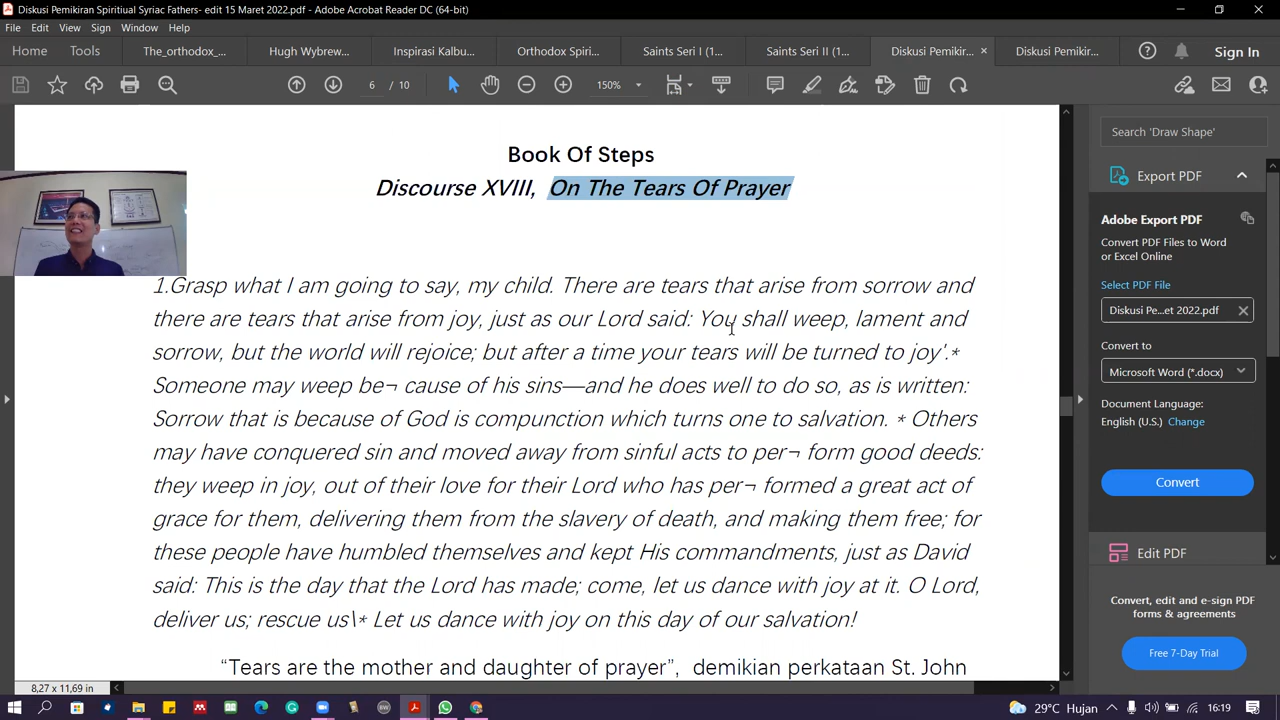 Diskusi Pemikiran Spiritiual Syriac Fathers- edit 15 Maret 2022.pdf - Adobe Acrobat Reader DC (64-bit)
File Edit View Sign Window Help
Home Tools The_orthodox_... Hugh Wybrew... Inspirasi Kalbu... Orthodox Spiri... Saints Seri I (1... Saints Seri II (1... Diskusi Pemikir... Diskusi Pemikir... Sign In
6 / 10 150%
Search 'Draw Shape'
Book Of Steps
Discourse XVIII, On The Tears Of Prayer
1.Grasp what I am going to say, my child. There are tears that arise from sorrow and
there are tears that arise from joy, just as our Lord said: You shall weep, lament and
sorrow, but the world will rejoice; but after a time your tears will be turned to joy'.*
Someone may weep be¬ cause of his sins—and he does well to do so, as is written:
Sorrow that is because of God is compunction which turns one to salvation. * Others
may have conquered sin and moved away from sinful acts to per¬ form good deeds:
they weep in joy, out of their love for their Lord who has per¬ formed a great act of
grace for them, delivering them from the slavery of death, and making them free; for
these people have humbled themselves and kept His commandments, just as David
said: This is the day that the Lord has made; come, let us dance with joy at it. O Lord,
deliver us; rescue us\* Let us dance with joy on this day of our salvation!
“Tears are the mother and daughter of prayer”, demikian perkataan St. John
Export PDF
Adobe Export PDF
Convert PDF Files to Word
or Excel Online
Select PDF File
Diskusi Pe...et 2022.pdf
Convert to
Microsoft Word (*.docx)
Document Language:
English (U.S.) Change
Convert
Edit PDF
Convert, edit and e-sign PDF
forms & agreements
Free 7-Day Trial
8,27 x 11,69 in
29°C Hujan 16:19